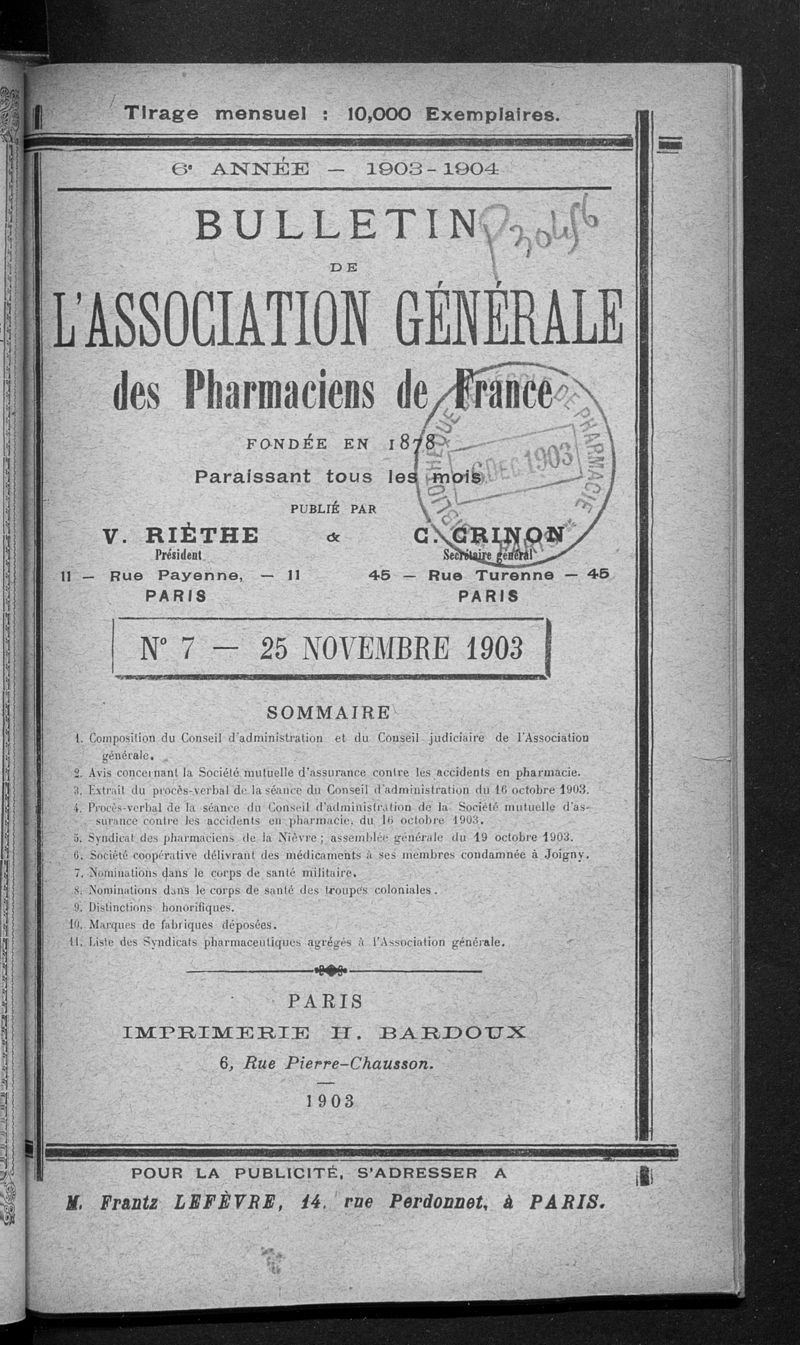 Tirage mensuel : 10,000 Exemplaires.
6e ANNÉE — 1903-1904
BULLETIN
DE
L'ASSOCIATION GÉNÉRALE
des Pharmaciens de France
FONDÉE EN 1878
Paraissant tous les mois
PUBLIÉ PAR
V. RIÈTHE & C. CRINON
Président Secrétaire général
11 — Rue Payenne, — 11 45 — Rue Turenne — 45
PARIS PARIS
DE PHARMACIE
DEC 1903
N° 7 — 25 NOVEMBRE 1903
SOMMAIRE
1. Composition du Conseil d'administration et du Conseil judiciaire de l'Association
générale.
2. Avis concernant la Société mutuelle d'assurance contre les accidents en pharmacie.
3. Extrait du procès-verbal de la séance du Conseil d'administration du 16 octobre 1903.
4. Procès-verbal de la séance du Conseil d'administration de la Société mutuelle d'as-
surance contre les accidents en pharmacie, du 16 octobre 1903.
5. Syndicat des pharmaciens de la Nièvre ; assemblée générale du 19 octobre 1903.
6. Société coopérative délivrant des médicaments à ses membres condamnée à Joigny.
7. Nominations dans le corps de santé militaire.
8. Nominations dans le corps de santé des troupes coloniales.
9. Distinctions honorifiques.
10. Marques de fabriques déposées.
11. Liste des Syndicats pharmaceutiques agrégés à l'Association générale.
PARIS
IMPRIMERIE H. BARDOUX
6, Rue Pierre-Chausson.
1903
POUR LA PUBLICITÉ, S'ADRESSER A
M. Frantz LEFÈVRE, 14, rue Perdonnet, à PARIS.